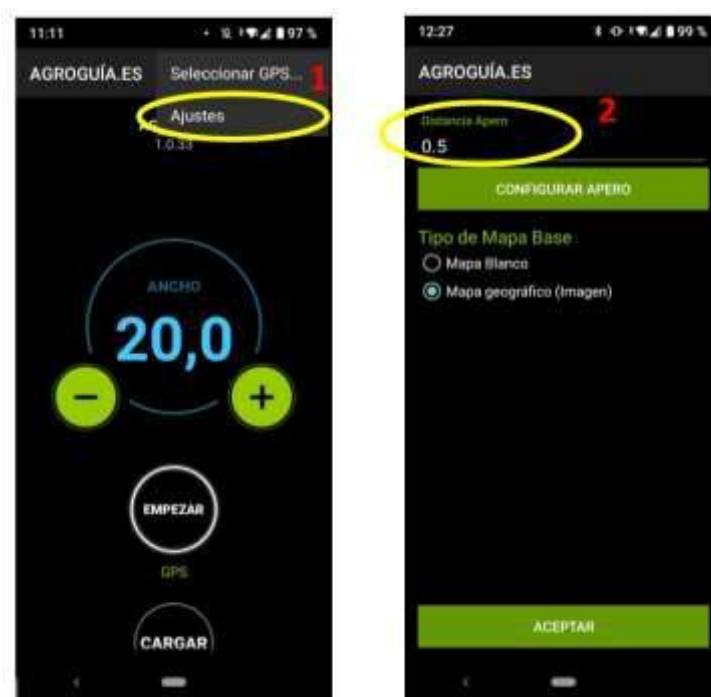 11:11
97 %
AGROGUÍA.ES
Seleccionar GPS...
1
Ajustes
1.0.33
ANCHO
20,0
−
+
EMPEZAR
GPS
CARGAR
12:27
99 %
AGROGUÍA.ES
2
Distancia Apero
0.5
CONFIGURAR APERO
Tipo de Mapa Base
Mapa Blanco
Mapa geográfico (Imagen)
ACEPTAR